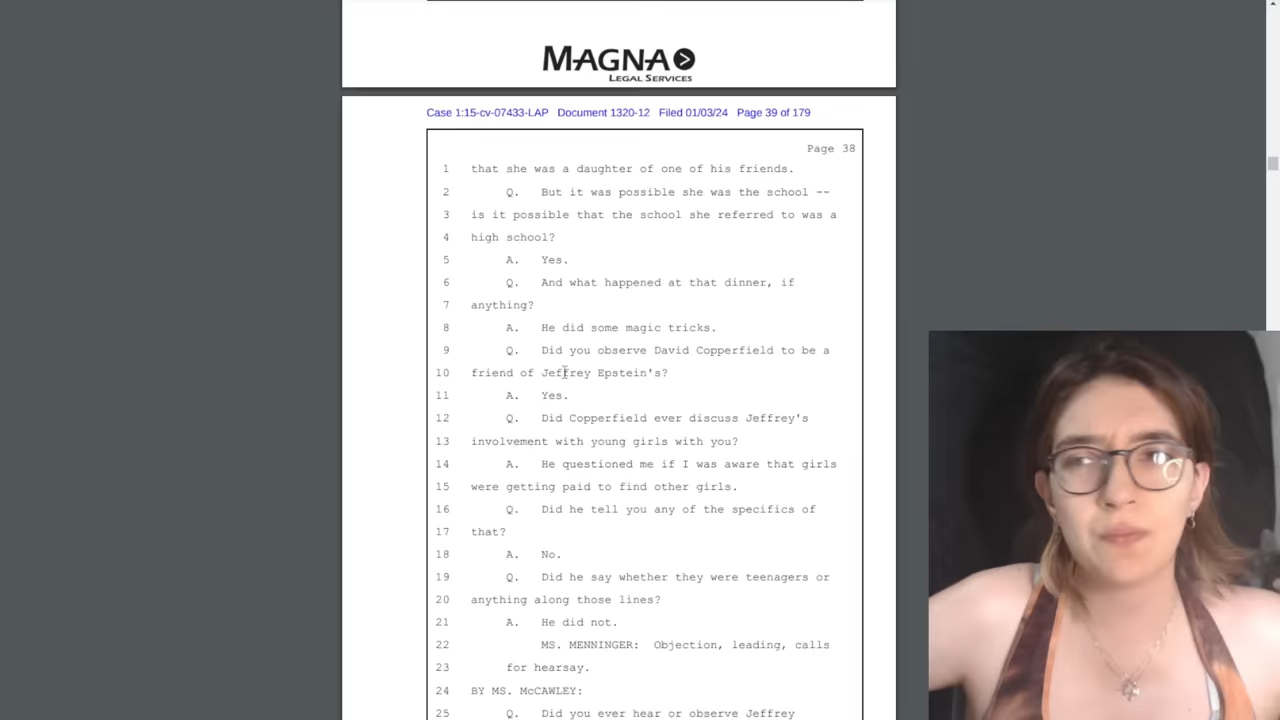 MAGNA
LEGAL SERVICES
Case 1:15-cv-07433-LAP Document 1320-12 Filed 01/03/24 Page 39 of 179
Page 38
1 that she was a daughter of one of his friends.
2 Q. But it was possible she was the school --
3 is it possible that the school she referred to was a
4 high school?
5 A. Yes.
6 Q. And what happened at that dinner, if
7 anything?
8 A. He did some magic tricks.
9 Q. Did you observe David Copperfield to be a
10 friend of Jeffrey Epstein's?
11 A. Yes.
12 Q. Did Copperfield ever discuss Jeffrey's
13 involvement with young girls with you?
14 A. He questioned me if I was aware that girls
15 were getting paid to find other girls.
16 Q. Did he tell you any of the specifics of
17 that?
18 A. No.
19 Q. Did he say whether they were teenagers or
20 anything along those lines?
21 A. He did not.
22 MS. MENNINGER: Objection, leading, calls
23 for hearsay.
24 BY MS. McCAWLEY:
25 Q. Did you ever hear or observe Jeffrey